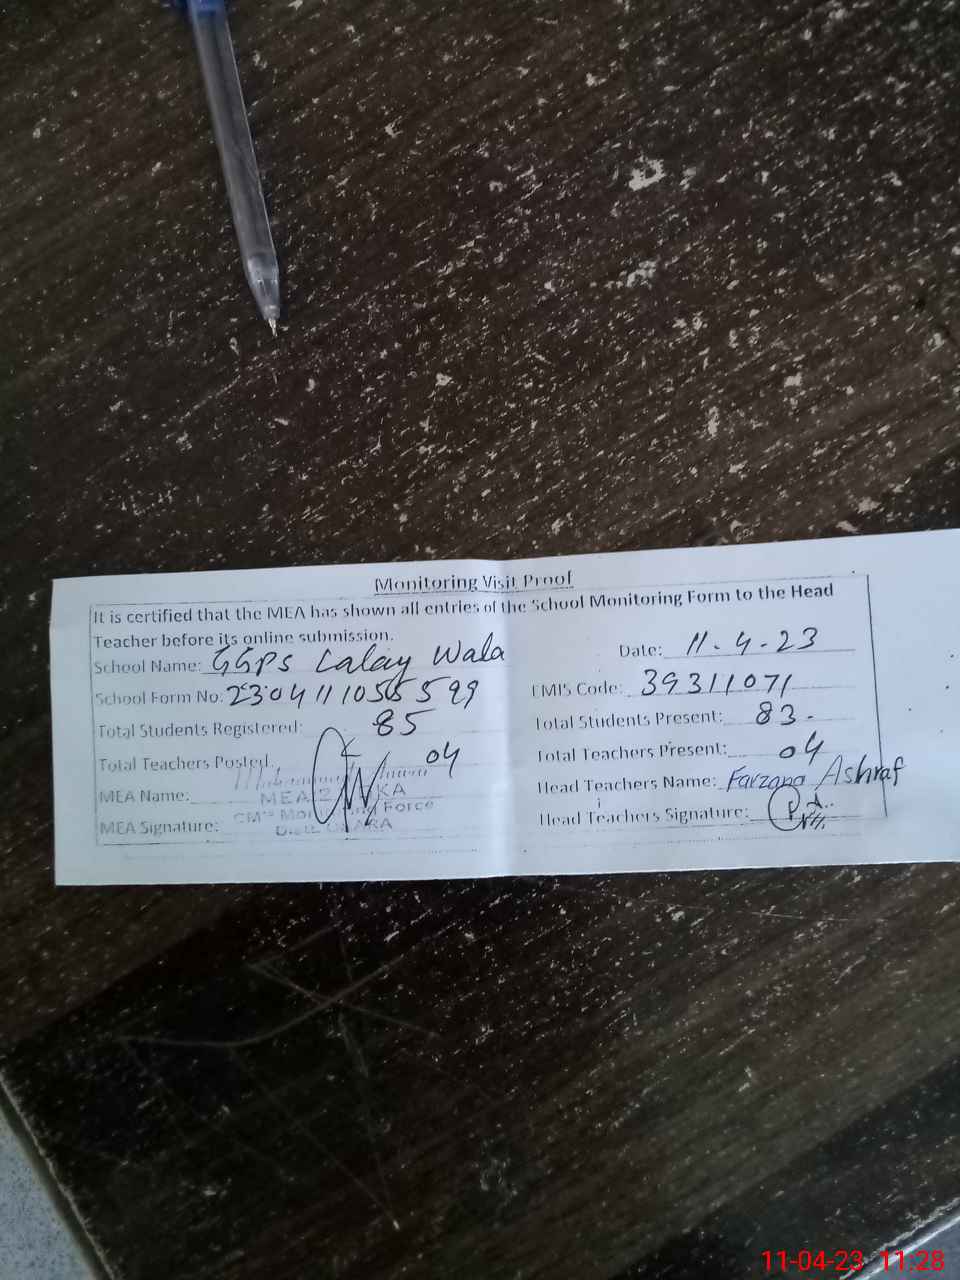 Monitoring Visit Proof
It is certified that the MEA has shown all entries of the School Monitoring Form to the Head
Teacher before its online submission.
School Name: GGPS Lalay Wala Date: 11-4-23
School Form No: EMIS Code: 39311071
Total Students Registered: 85 Total Students Present: 83-
Total Teachers Posted: 04 Total Teachers Present: 04
MEA Name: Head Teachers Name: Farzana Ashraf
MEA Signature: Head Teachers Signature:
MEA
Force
11-04-23 11:28